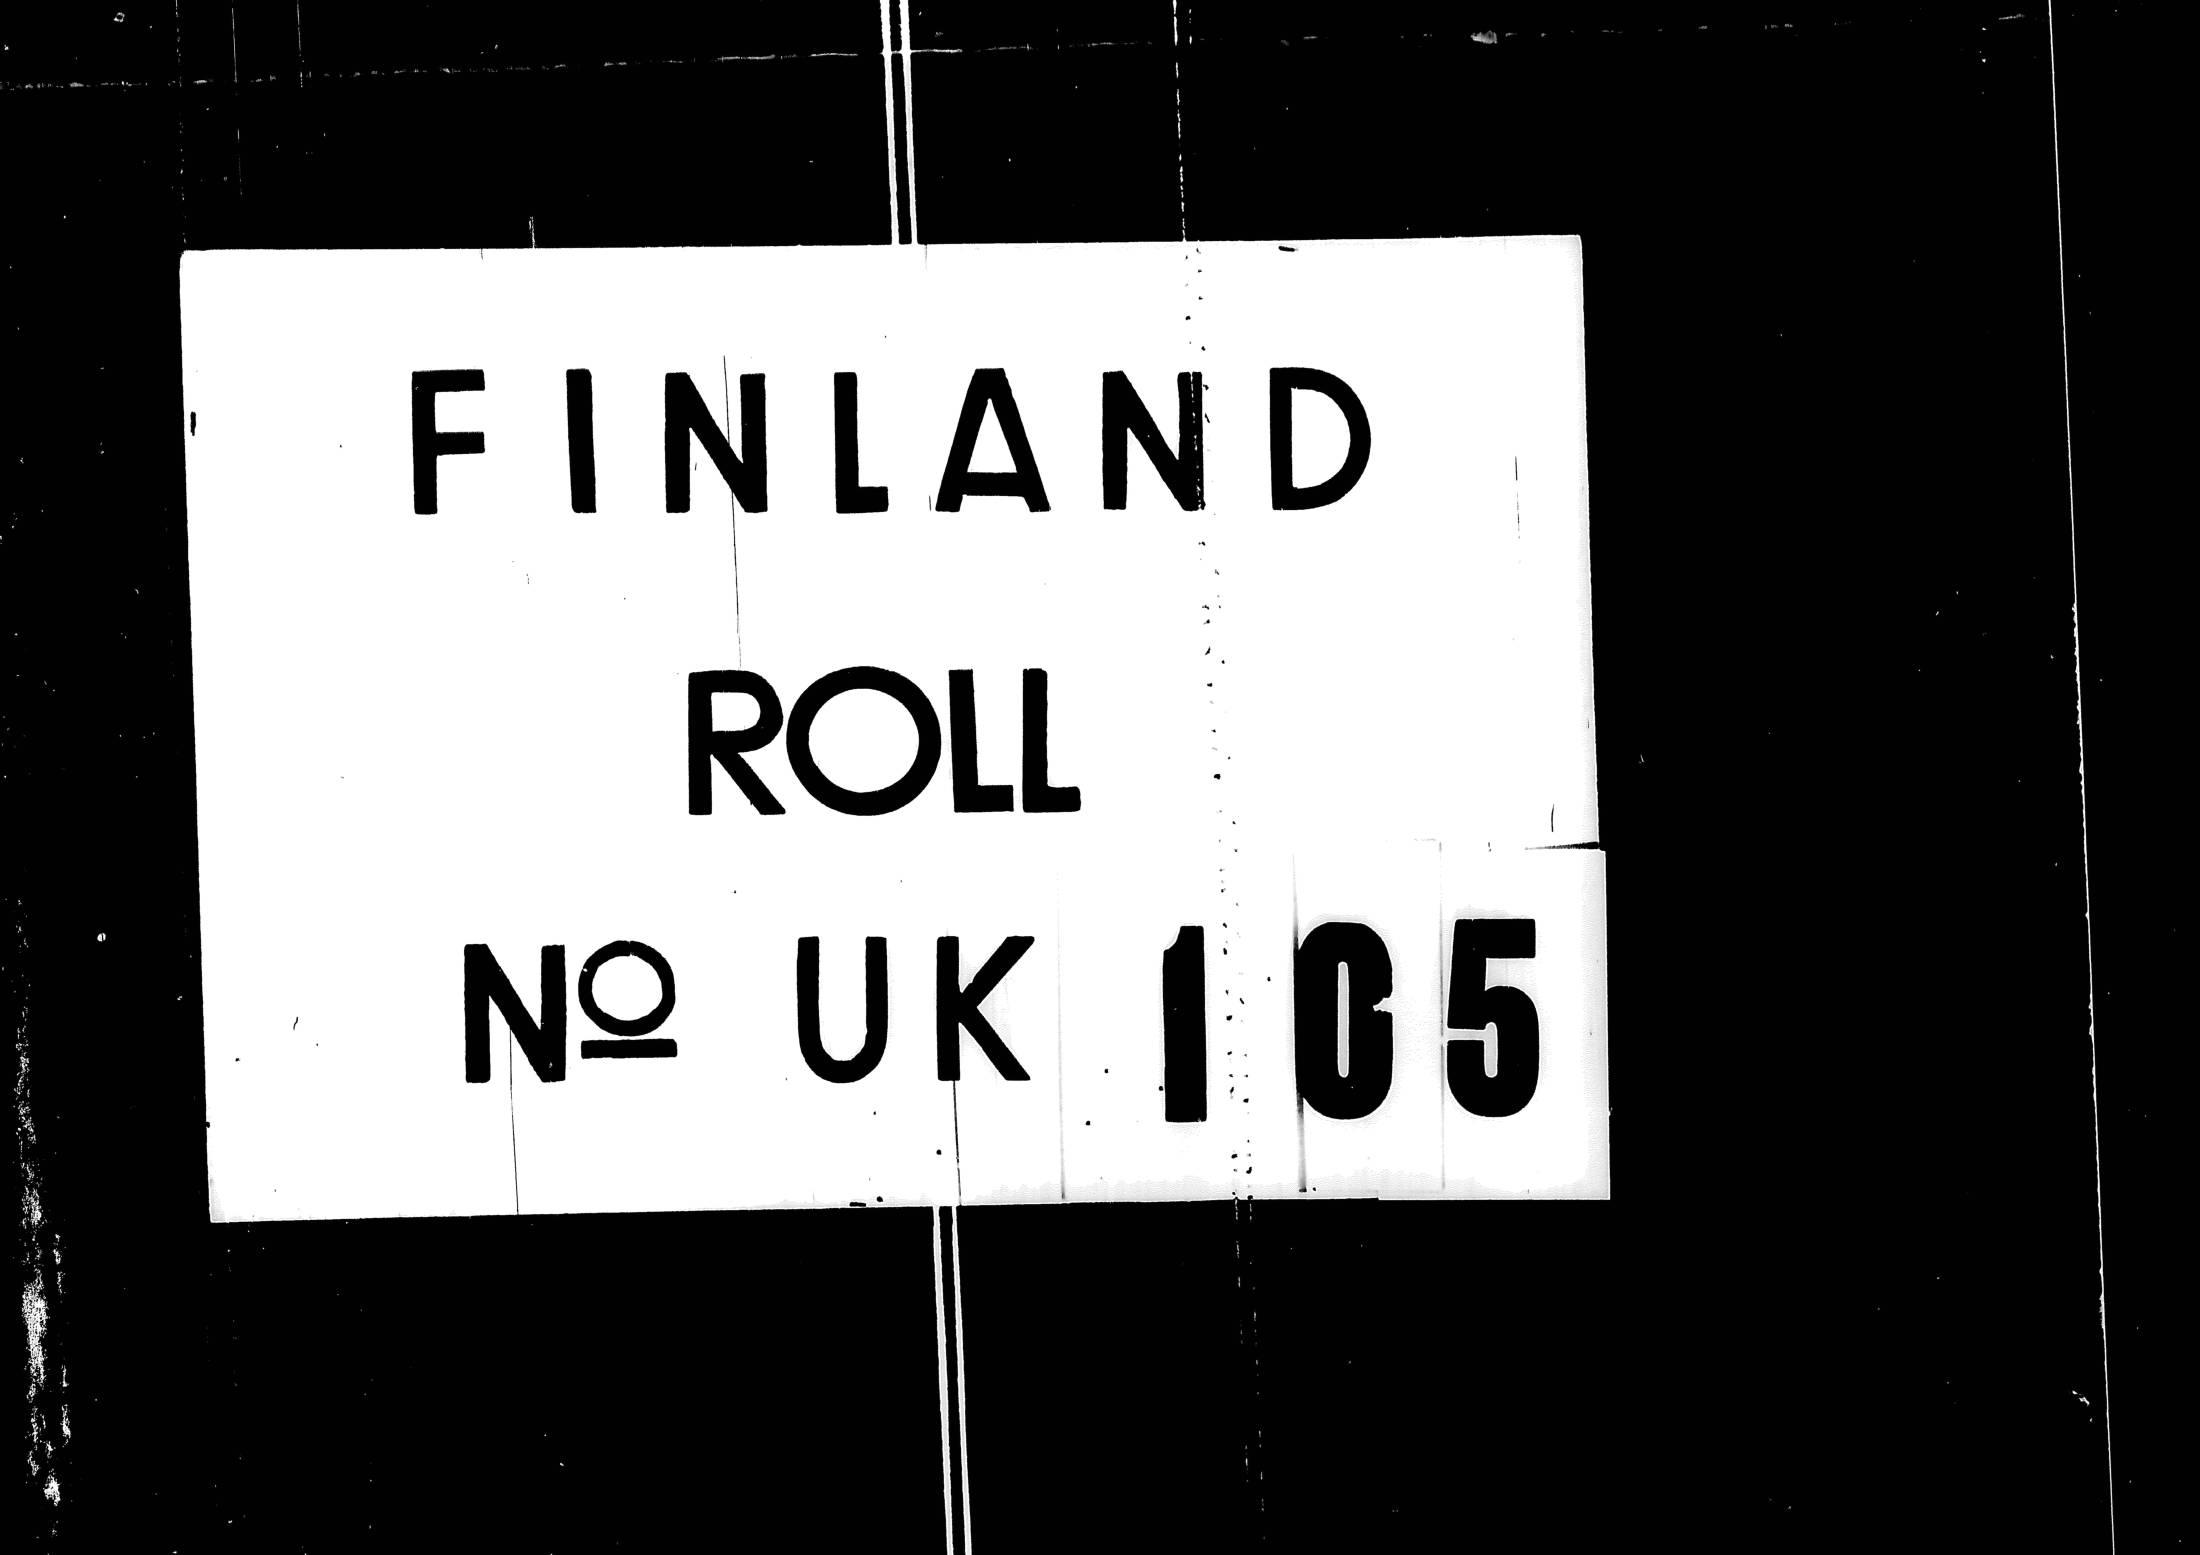 FINLAND
ROLL
Nº UK 105